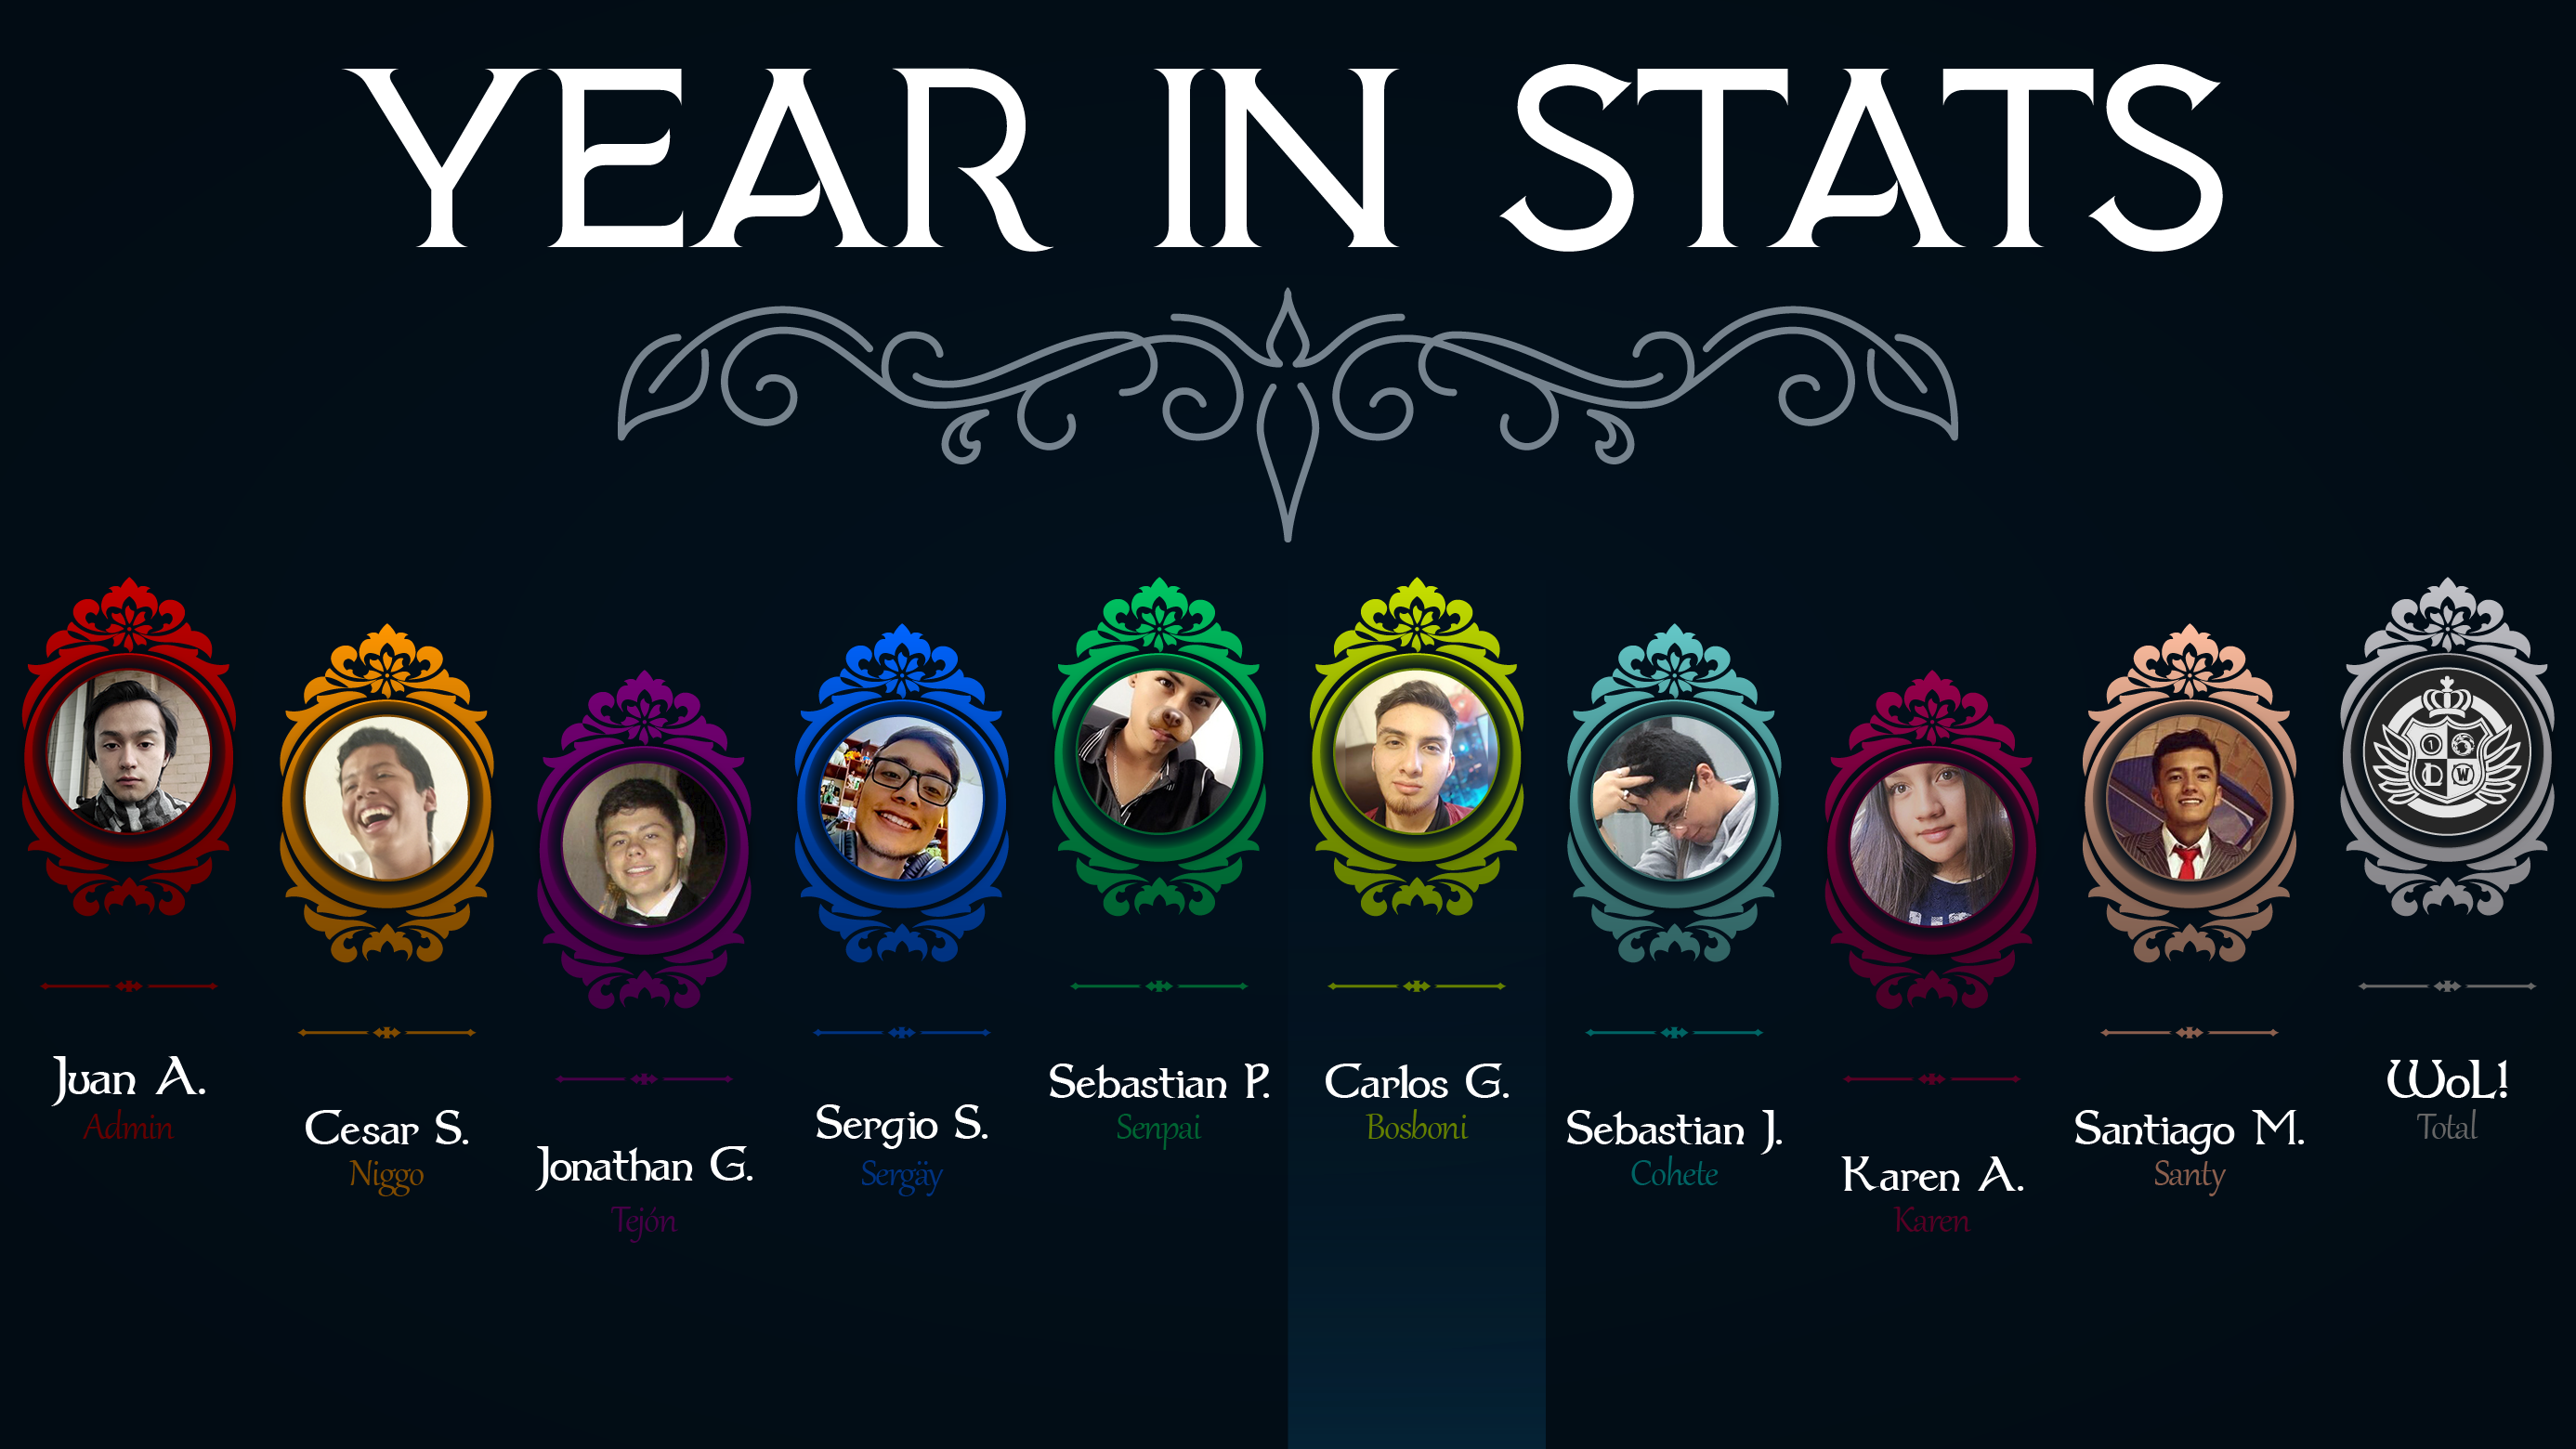 YEAR IN STATS
1
L W
Juan A.
Admin
Cesar S.
Niggo
Jonathan G.
Tejón
Sergio S.
Sergäy
Sebastian P.
Senpai
Carlos G.
Bosboni
Sebastian J.
Cohete
Karen A.
Karen
Santiago M.
Santy
WoL!
Total